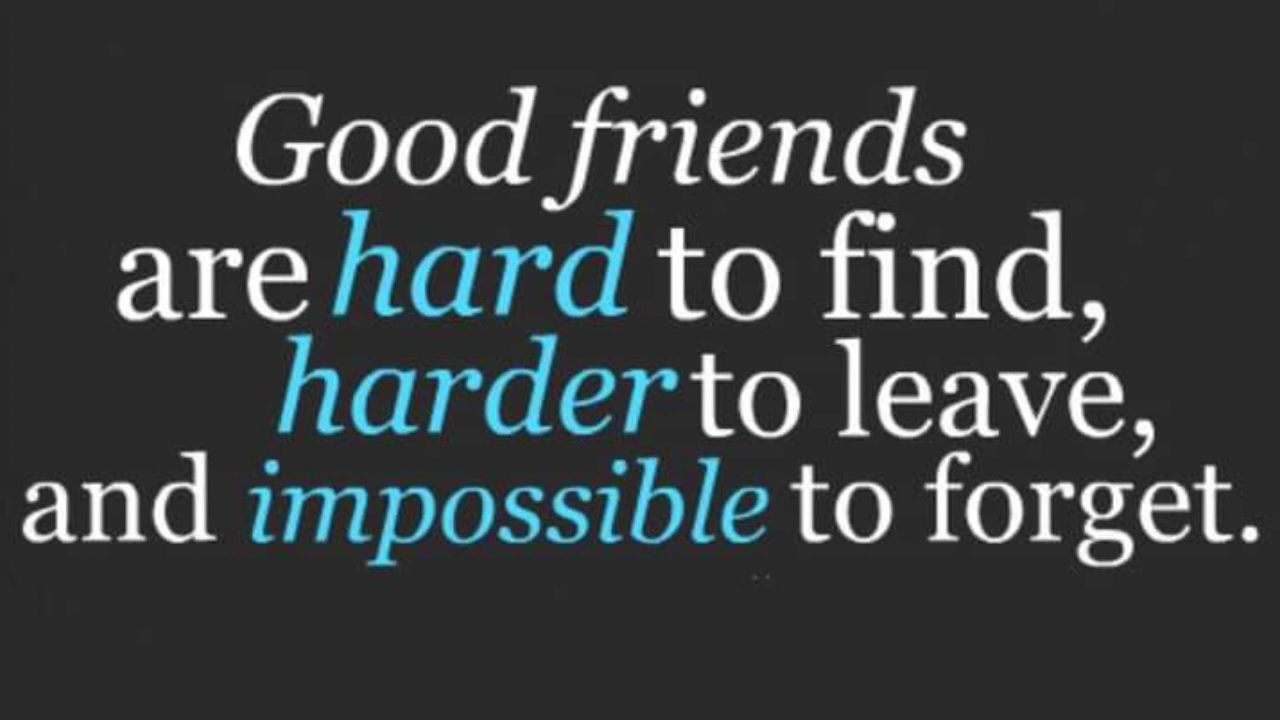 Good friends
are hard to find,
harder to leave,
and impossible to forget.